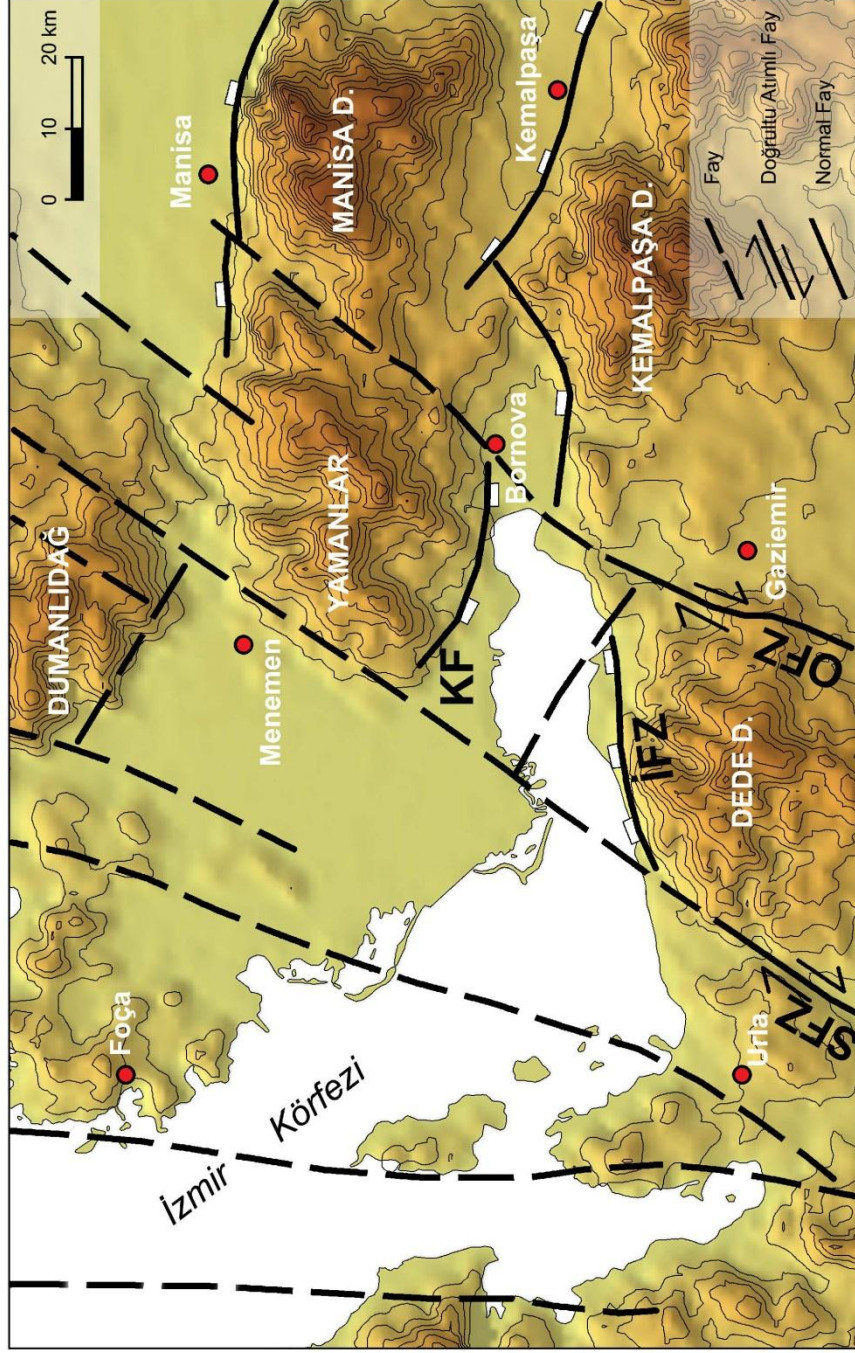 0 10 20 km
DUMANLIDAĞ
Manisa
Foça
Menemen
MANİSA D.
YAMANLAR
Kemalpaşa
Bornova
KF
İzmir
Körfezi
KEMALPAŞA D.
İFZ
Gaziemir
OFZ
DEDE D.
Urla
SFZ
Fay
Doğrultu Atımlı Fay
Normal Fay